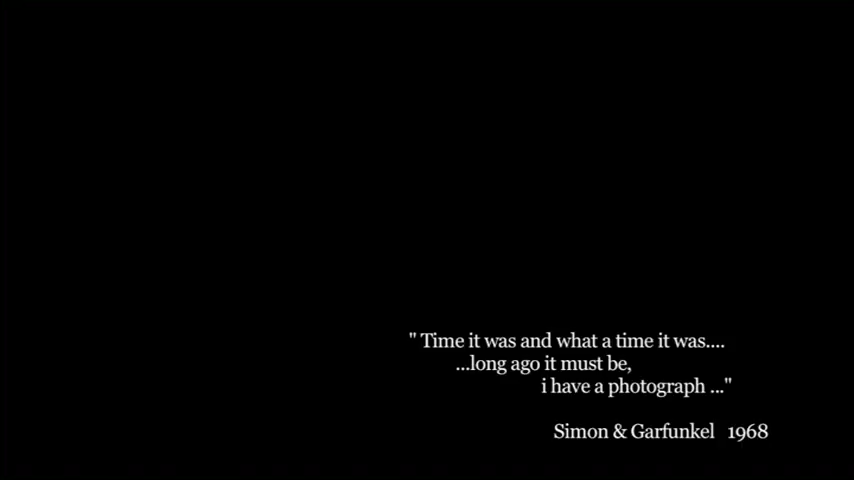 " Time it was and what a time it was....
...long ago it must be,
i have a photograph ..."
Simon & Garfunkel 1968